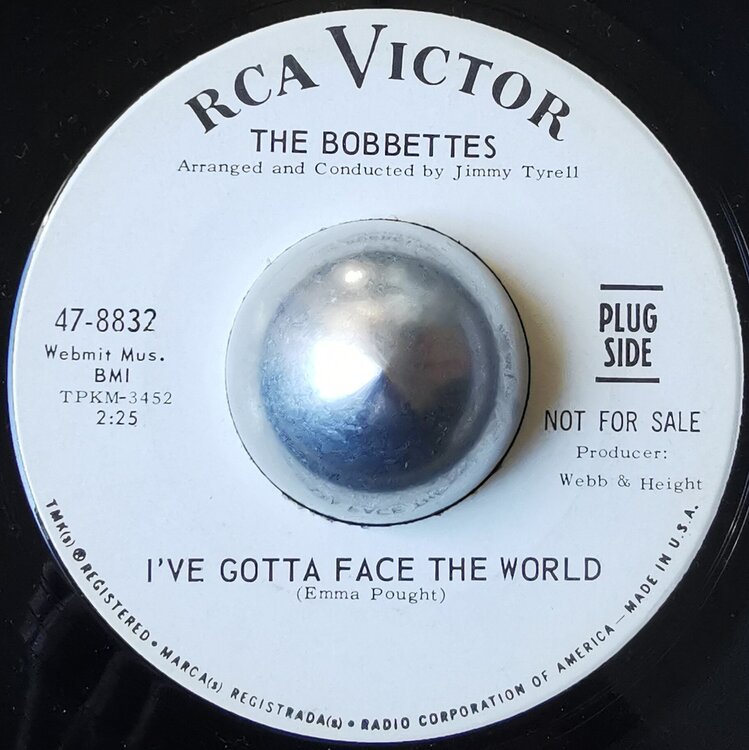 RCA VICTOR
THE BOBBETTES
Arranged and Conducted by Jimmy Tyrell
47-8832
Webmit Mus.
BMI
TPKM-3452
2:25
PLUG
SIDE
NOT FOR SALE
Producer:
Webb & Height
I'VE GOTTA FACE THE WORLD
(Emma Pought)
TMK(s) ® REGISTERED • MARCA(s) REGISTRADA(s) • RADIO CORPORATION OF AMERICA — MADE IN U.S.A.